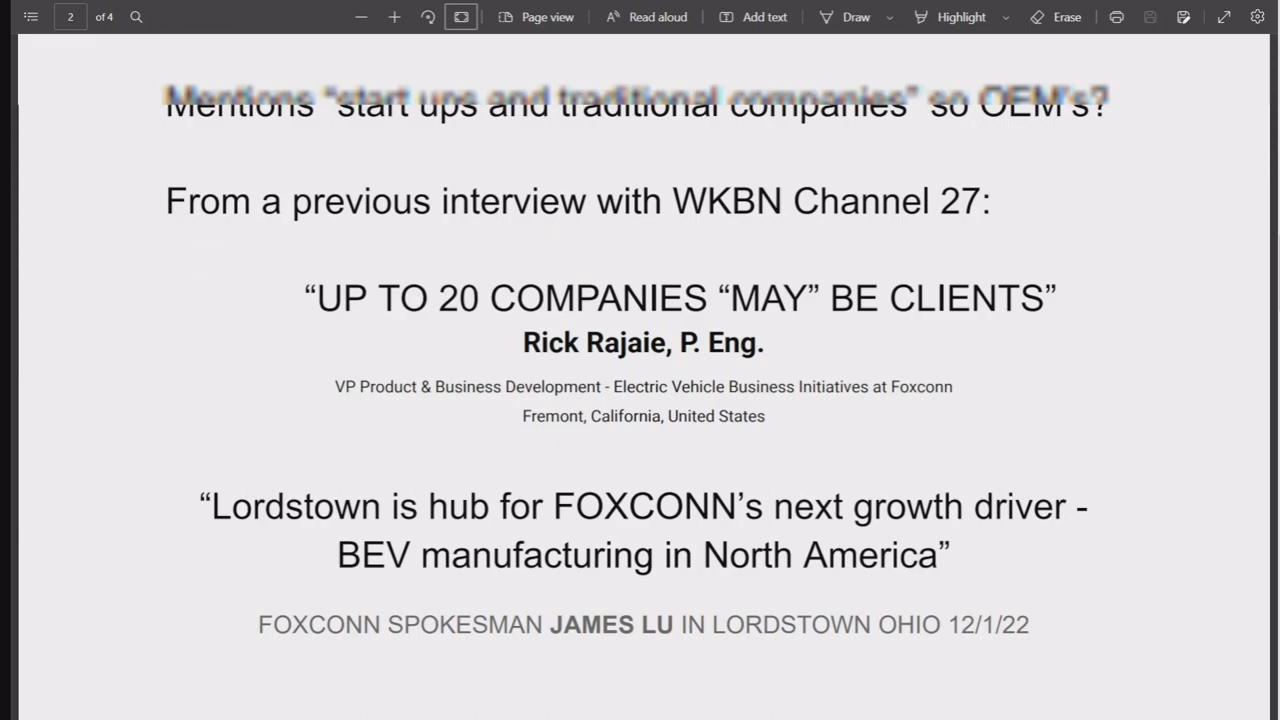 2 of 4 Page view Read aloud Add text Draw Highlight Erase
Mentions “start ups and traditional companies” so OEM's?
From a previous interview with WKBN Channel 27:
“UP TO 20 COMPANIES “MAY” BE CLIENTS”
Rick Rajaie, P. Eng.
VP Product & Business Development - Electric Vehicle Business Initiatives at Foxconn
Fremont, California, United States
“Lordstown is hub for FOXCONN’s next growth driver -
BEV manufacturing in North America”
FOXCONN SPOKESMAN JAMES LU IN LORDSTOWN OHIO 12/1/22